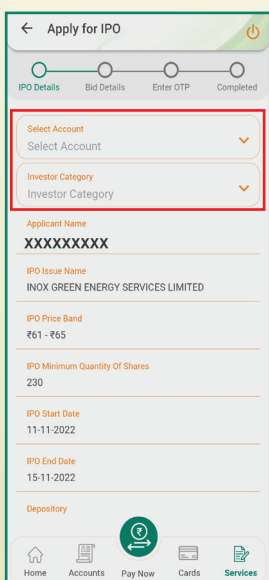 Apply for IPO
IPO Details
Bid Details
Enter OTP
Completed
Select Account
Select Account
Investor Category
Investor Category
Applicant Name
XXXXXXXXX
IPO Issue Name
INOX GREEN ENERGY SERVICES LIMITED
IPO Price Band
₹61 - ₹65
IPO Minimum Quantity Of Shares
230
IPO Start Date
11-11-2022
IPO End Date
15-11-2022
Depository
₹
Home
Accounts
Pay Now
Cards
Services